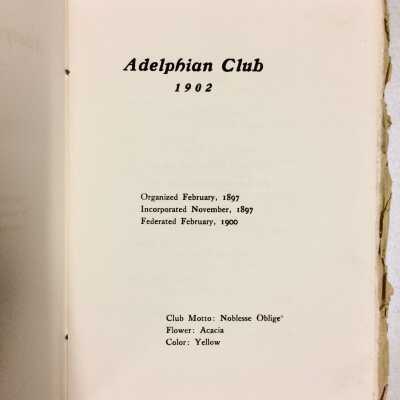 Adelphian Club
1902
Organized February, 1897
Incorporated November, 1897
Federated February, 1900
Club Motto: Noblesse Oblige
Flower: Acacia
Color: Yellow